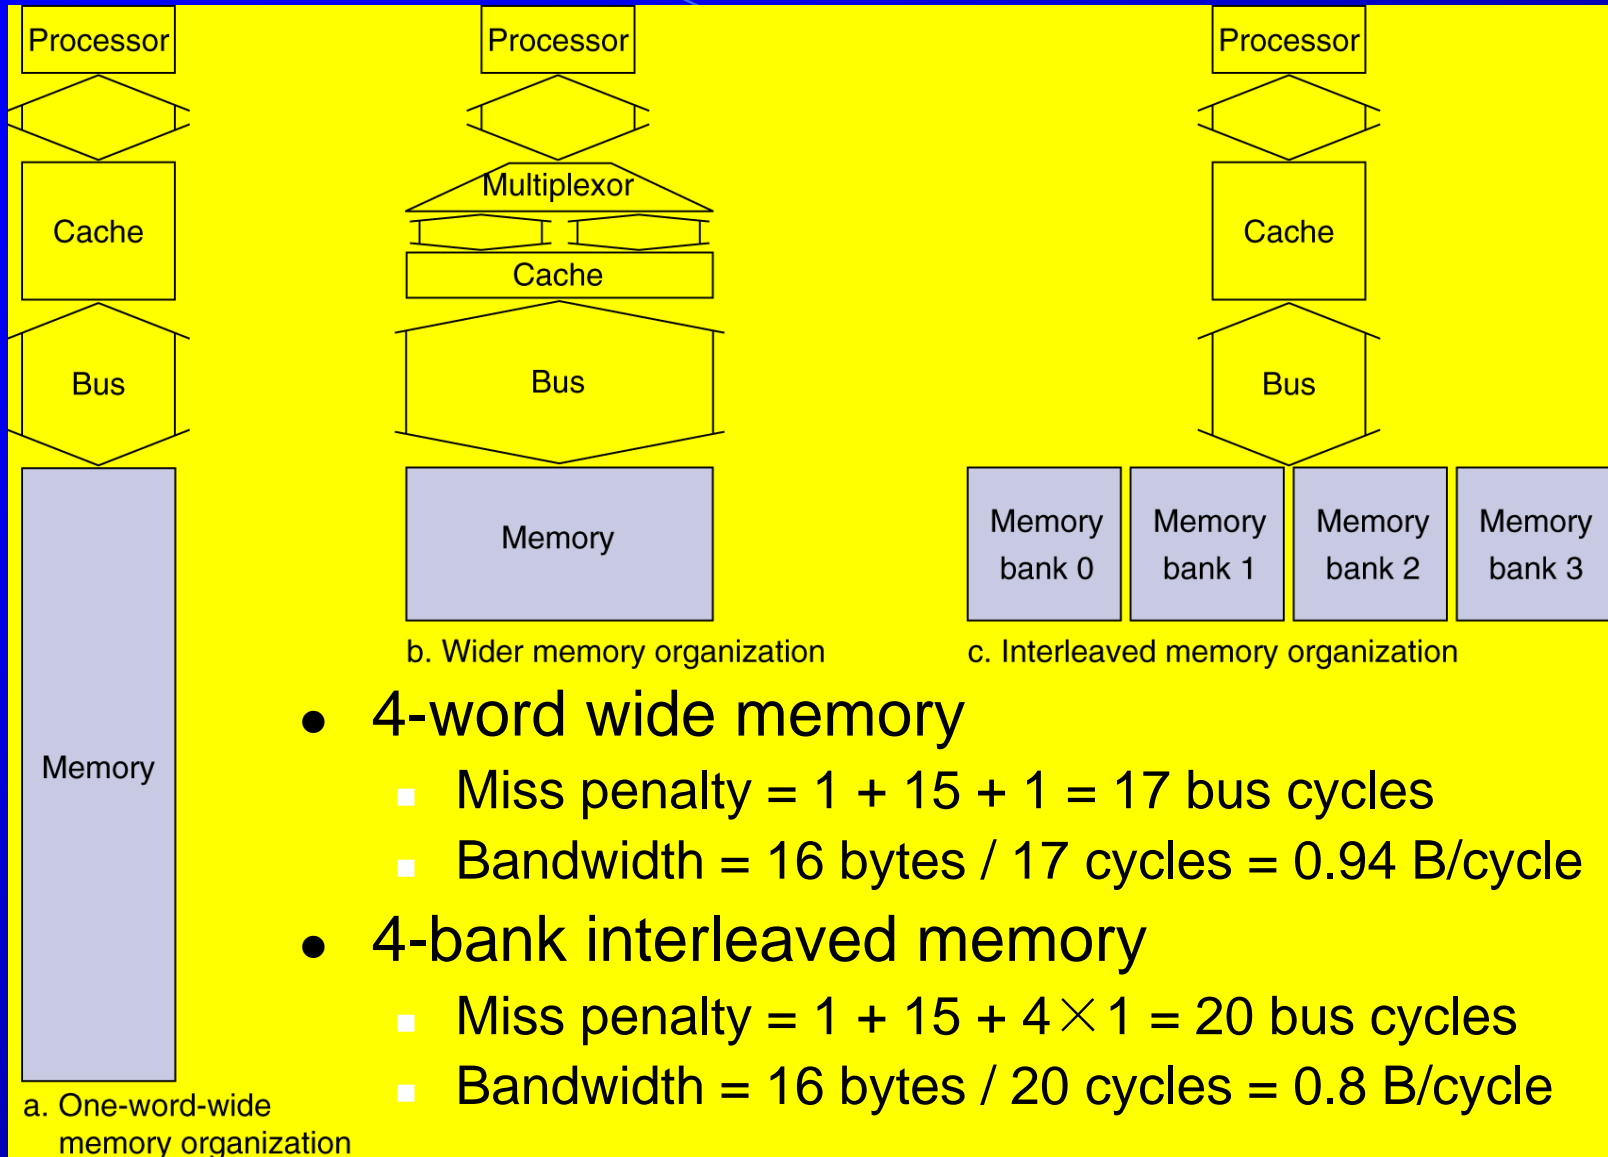 Processor
Cache
Bus
Memory
a. One-word-wide
memory organization
Processor
Multiplexor
Cache
Bus
Memory
b. Wider memory organization
Processor
Cache
Bus
Memory
bank 0
Memory
bank 1
Memory
bank 2
Memory
bank 3
c. Interleaved memory organization
● 4-word wide memory
▪ Miss penalty = 1 + 15 + 1 = 17 bus cycles
▪ Bandwidth = 16 bytes / 17 cycles = 0.94 B/cycle
● 4-bank interleaved memory
▪ Miss penalty = 1 + 15 + 4×1 = 20 bus cycles
▪ Bandwidth = 16 bytes / 20 cycles = 0.8 B/cycle